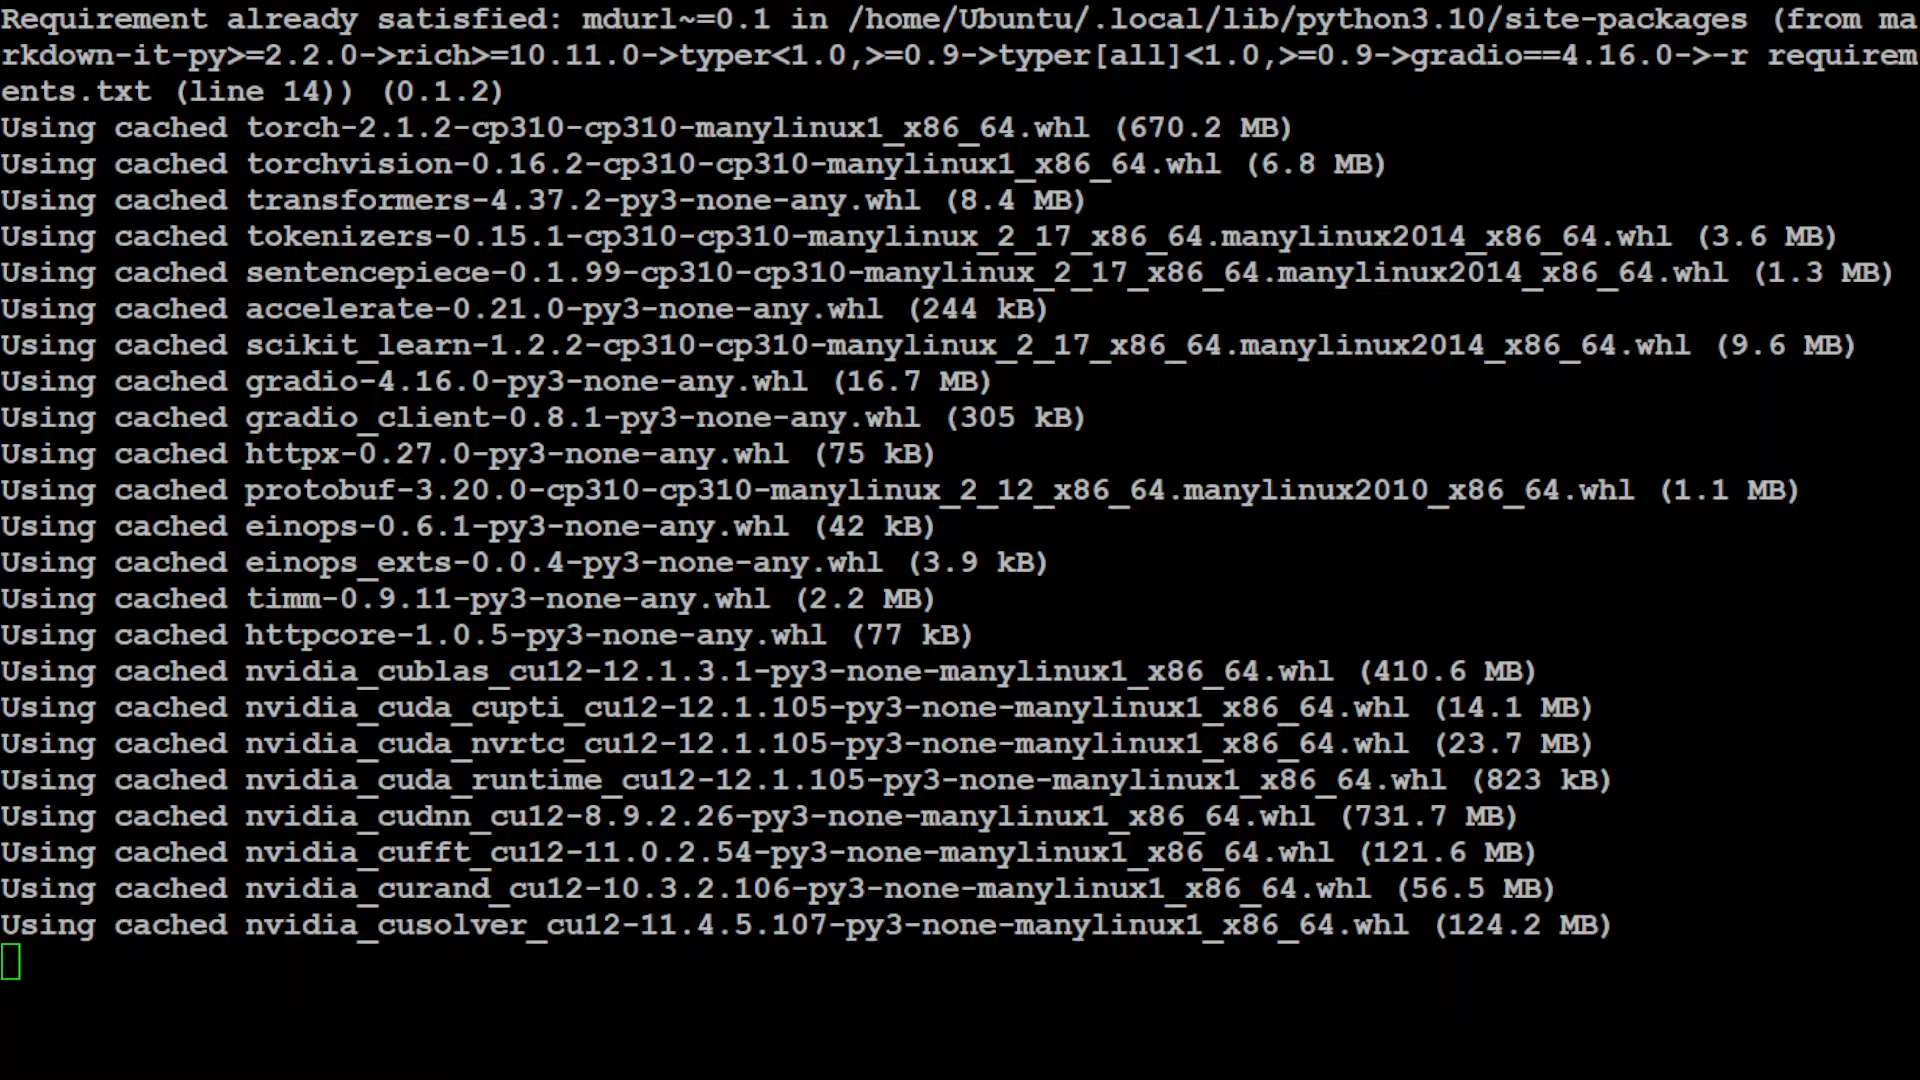 Requirement already satisfied: mdurl~=0.1 in /home/Ubuntu/.local/lib/python3.10/site-packages (from ma
rkdown-it-py>=2.2.0->rich>=10.11.0->typer<1.0,>=0.9->typer[all]<1.0,>=0.9->gradio==4.16.0->-r requirem
ents.txt (line 14)) (0.1.2)
Using cached torch-2.1.2-cp310-cp310-manylinux1_x86_64.whl (670.2 MB)
Using cached torchvision-0.16.2-cp310-cp310-manylinux1_x86_64.whl (6.8 MB)
Using cached transformers-4.37.2-py3-none-any.whl (8.4 MB)
Using cached tokenizers-0.15.1-cp310-cp310-manylinux_2_17_x86_64.manylinux2014_x86_64.whl (3.6 MB)
Using cached sentencepiece-0.1.99-cp310-cp310-manylinux_2_17_x86_64.manylinux2014_x86_64.whl (1.3 MB)
Using cached accelerate-0.21.0-py3-none-any.whl (244 kB)
Using cached scikit_learn-1.2.2-cp310-cp310-manylinux_2_17_x86_64.manylinux2014_x86_64.whl (9.6 MB)
Using cached gradio-4.16.0-py3-none-any.whl (16.7 MB)
Using cached gradio_client-0.8.1-py3-none-any.whl (305 kB)
Using cached httpx-0.27.0-py3-none-any.whl (75 kB)
Using cached protobuf-3.20.0-cp310-cp310-manylinux_2_12_x86_64.manylinux2010_x86_64.whl (1.1 MB)
Using cached einops-0.6.1-py3-none-any.whl (42 kB)
Using cached einops_exts-0.0.4-py3-none-any.whl (3.9 kB)
Using cached timm-0.9.11-py3-none-any.whl (2.2 MB)
Using cached httpcore-1.0.5-py3-none-any.whl (77 kB)
Using cached nvidia_cublas_cu12-12.1.3.1-py3-none-manylinux1_x86_64.whl (410.6 MB)
Using cached nvidia_cuda_cupti_cu12-12.1.105-py3-none-manylinux1_x86_64.whl (14.1 MB)
Using cached nvidia_cuda_nvrtc_cu12-12.1.105-py3-none-manylinux1_x86_64.whl (23.7 MB)
Using cached nvidia_cuda_runtime_cu12-12.1.105-py3-none-manylinux1_x86_64.whl (823 kB)
Using cached nvidia_cudnn_cu12-8.9.2.26-py3-none-manylinux1_x86_64.whl (731.7 MB)
Using cached nvidia_cufft_cu12-11.0.2.54-py3-none-manylinux1_x86_64.whl (121.6 MB)
Using cached nvidia_curand_cu12-10.3.2.106-py3-none-manylinux1_x86_64.whl (56.5 MB)
Using cached nvidia_cusolver_cu12-11.4.5.107-py3-none-manylinux1_x86_64.whl (124.2 MB)